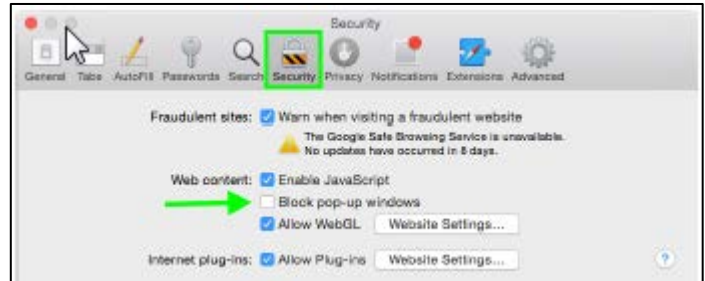 Security
General Tabs AutoFill Passwords Search Security Privacy Notifications Extensions Advanced
Fraudulent sites: Warn when visiting a fraudulent website
The Google Safe Browsing Service is unavailable.
No updates have occurred in 8 days.
Web content: Enable JavaScript
Block pop-up windows
Allow WebGL Website Settings...
Internet plug-ins: Allow Plug-ins Website Settings... ?